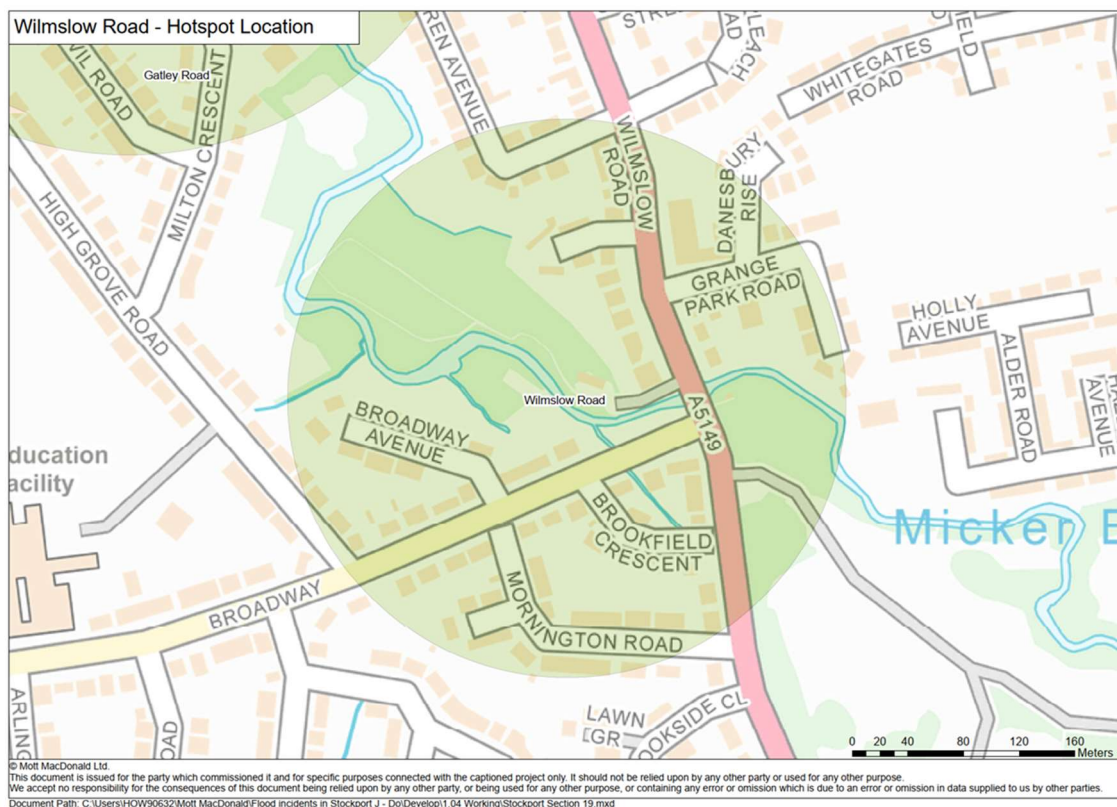 Wilmslow Road - Hotspot Location
Gatley Road
MILTON CRESCENT
HIGH GROVE ROAD
WILMSLOW
ROAD
WHITEGATES
ROAD
DANESBURY
RISE
GRANGE
PARK ROAD
HOLLY
AVENUE
ALDER ROAD
AVENUE
Wilmslow Road
A5149
BROADWAY
AVENUE
BROOKFIELD
CRESCENT
MORNINGTON ROAD
BROADWAY
Micker
LAWN
GR
0 20 40 80 120 160
Meters
© Mott MacDonald Ltd.
This document is issued for the party which commissioned it and for specific purposes connected with the captioned project only. It should not be relied upon by any other party or used for any other purpose.
We accept no responsibility for the consequences of this document being relied upon by any other party, or being used for any other purpose, or containing any error or omission which is due to an error or omission in data supplied to us by other parties.
Document Path: C:\Users\HOW90632\Mott MacDonald\Flood incidents in Stockport J - Do\Develop\1.04 Working\Stockport Section 19.mxd